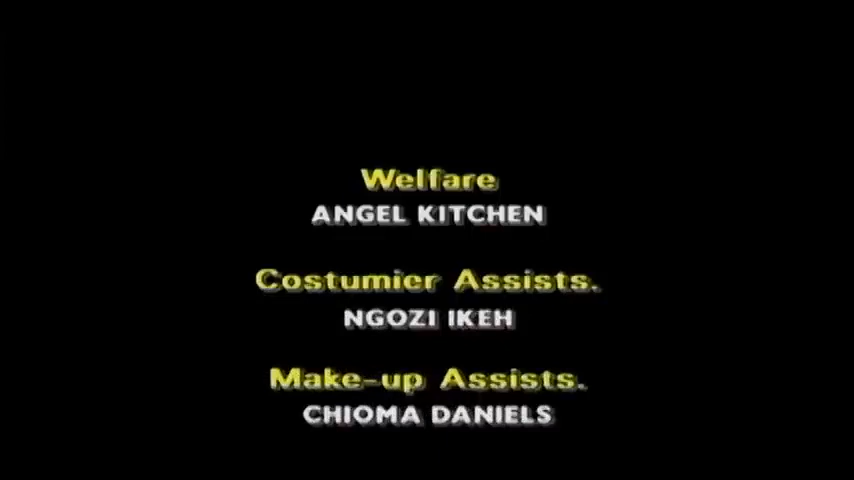 Welfare
ANGEL KITCHEN
Costumier Assists.
NGOZI IKEH
Make-up Assists.
CHIOMA DANIELS